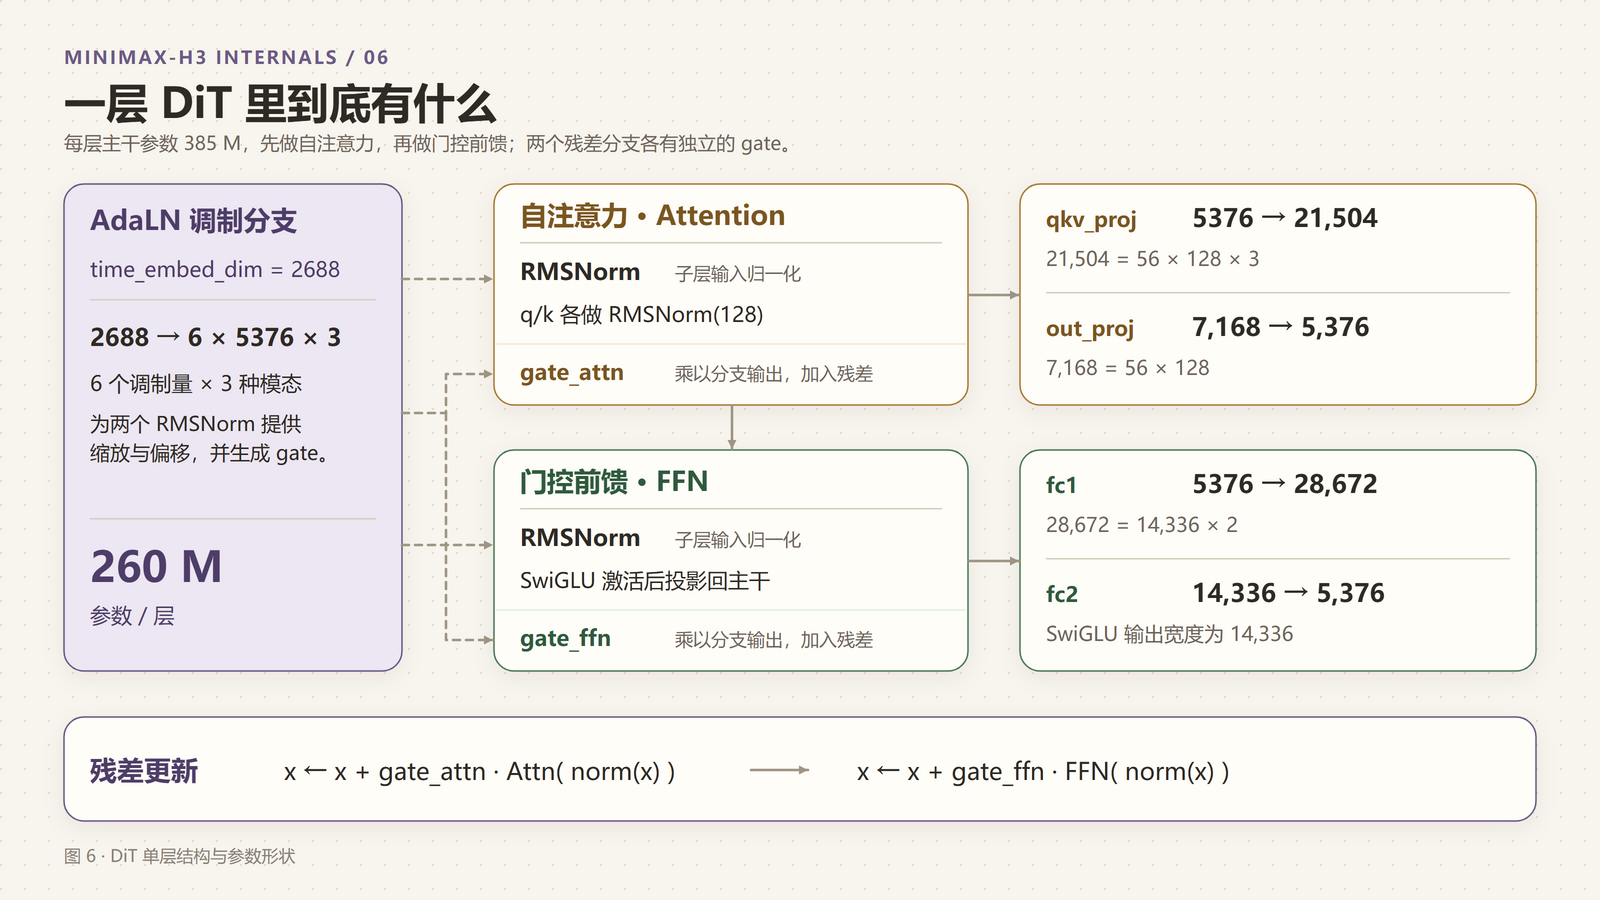 MINIMAX-H3 INTERNALS / 06
一层 DiT 里到底有什么
每层主干参数 385 M，先做自注意力，再做门控前馈；两个残差分支各有独立的 gate。
AdaLN 调制分支
time_embed_dim = 2688
2688 → 6 × 5376 × 3
6 个调制量 × 3 种模态
为两个 RMSNorm 提供
缩放与偏移，并生成 gate。
260 M
参数 / 层
自注意力 • Attention
RMSNorm 子层输入归一化
q/k 各做 RMSNorm(128)
gate_attn 乘以分支输出，加入残差
qkv_proj 5376 → 21,504
21,504 = 56 × 128 × 3
out_proj 7,168 → 5,376
7,168 = 56 × 128
门控前馈 • FFN
RMSNorm 子层输入归一化
SwiGLU 激活后投影回主干
gate_ffn 乘以分支输出，加入残差
fc1 5376 → 28,672
28,672 = 14,336 × 2
fc2 14,336 → 5,376
SwiGLU 输出宽度为 14,336
残差更新 x ← x + gate_attn · Attn( norm(x) ) x ← x + gate_ffn · FFN( norm(x) )
图 6 · DiT 单层结构与参数形状